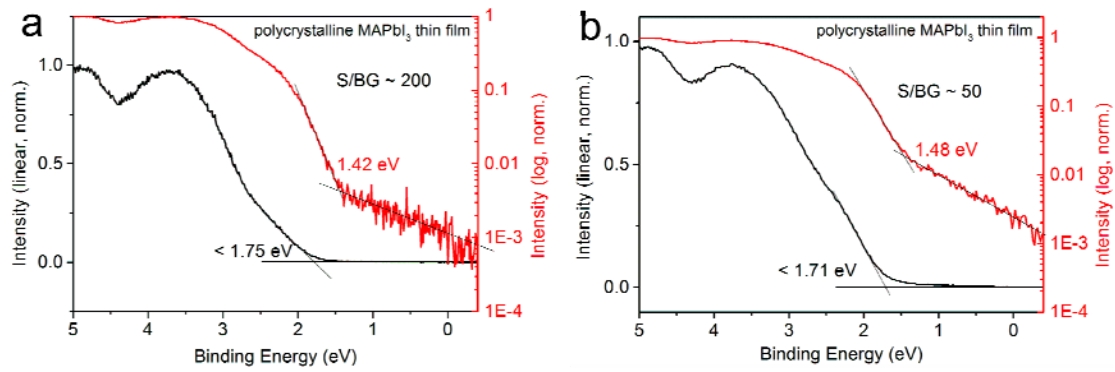 a
polycrystalline MAPbI₃ thin film
S/BG ~ 200
1.42 eV
< 1.75 eV
1.0
0.5
0.0
Intensity (linear, norm.)
1
0.1
0.01
1E-3
1E-4
Intensity (log, norm.)
5 4 3 2 1 0
Binding Energy (eV)
b
polycrystalline MAPbI₃ thin film
S/BG ~ 50
1.48 eV
< 1.71 eV
1.0
0.5
0.0
Intensity (linear, norm.)
1
0.1
0.01
1E-3
1E-4
Intensity (log, norm.)
5 4 3 2 1 0
Binding Energy (eV)